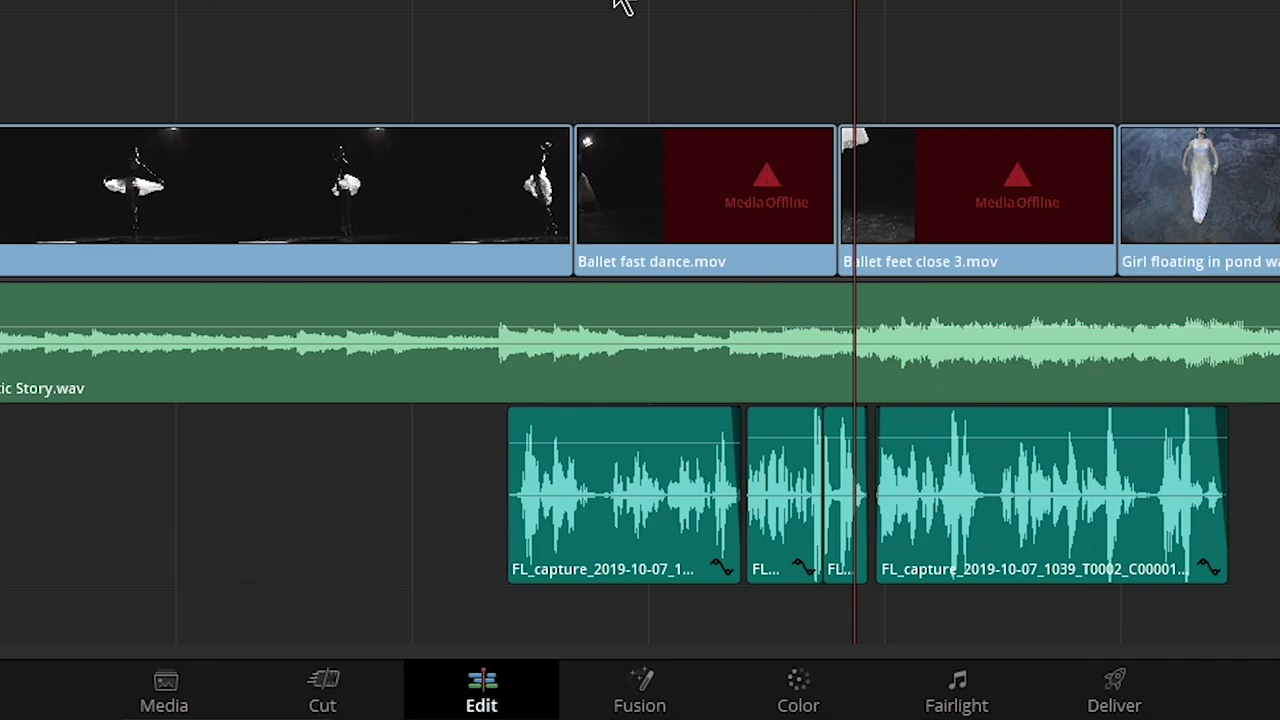 Media Offline
Media Offline
Ballet fast dance.mov
Ballet feet close 3.mov
Girl floating in pond
ic Story.wav
FL_capture_2019-10-07_1...
FL...
FL...
FL_capture_2019-10-07_1039_T0002_C00001...
Media
Cut
Edit
Fusion
Color
Fairlight
Deliver